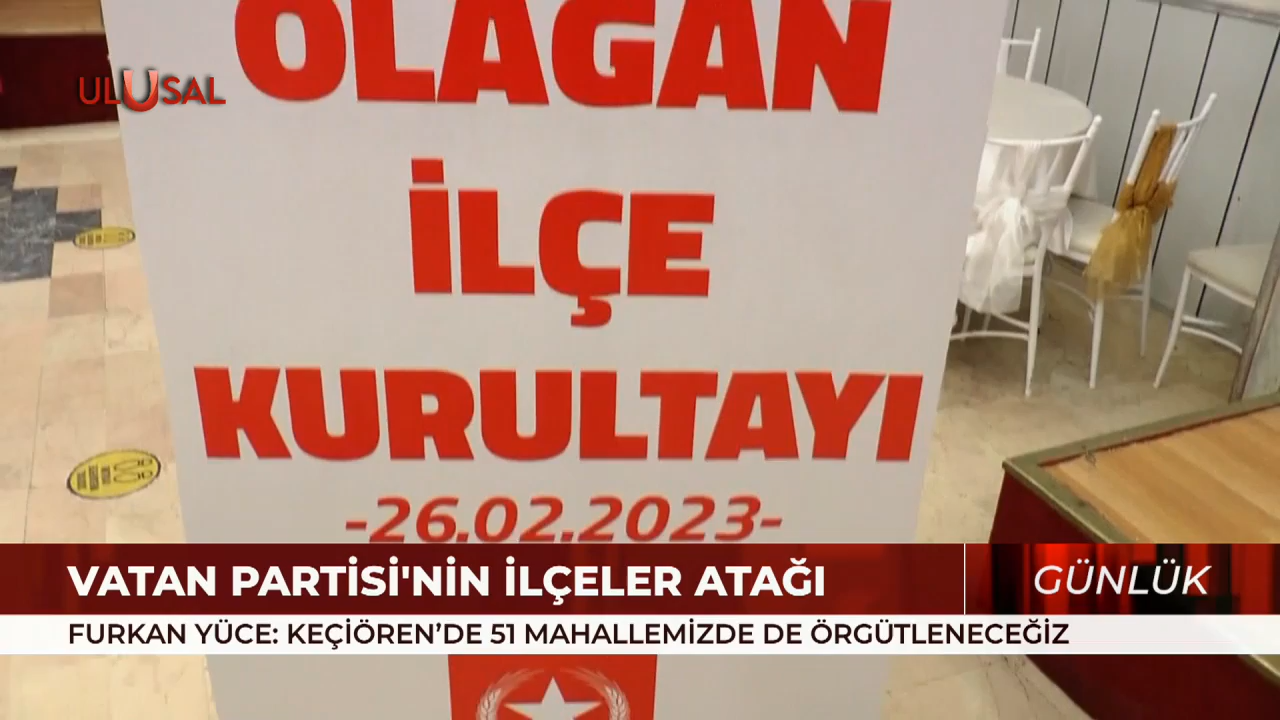 OLAĞAN
ULUSAL
İLÇE
KURULTAYI
-26.02.2023-
VATAN PARTİSİ'NİN İLÇELER ATAĞI
GÜNLÜK
FURKAN YÜCE: KEÇİÖREN’DE 51 MAHALLEMİZDE DE ÖRGÜTLENECEĞİZ